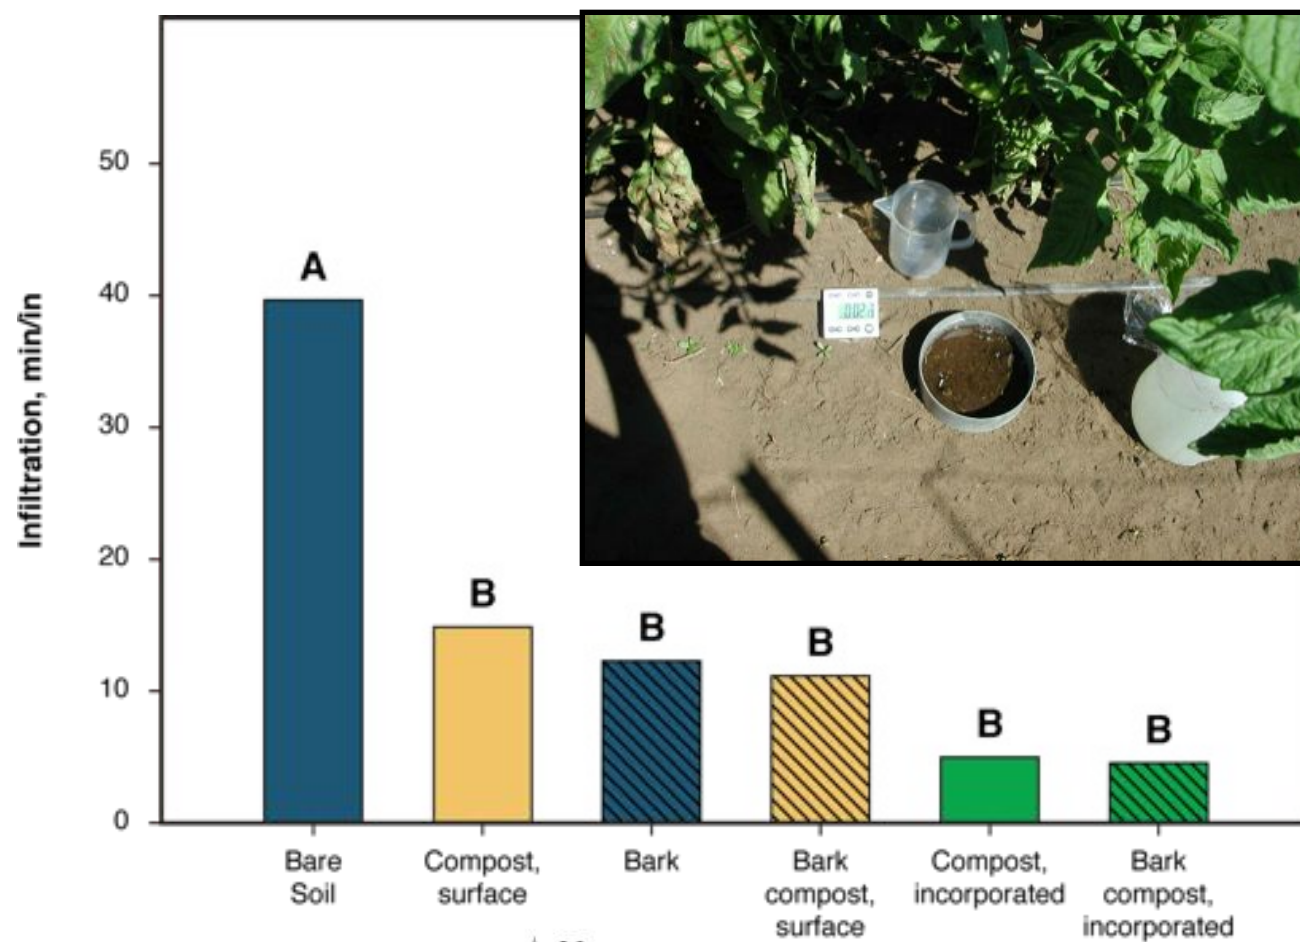 Infiltration, min/in
50
40
30
20
10
0
A
B
B
B
B
B
Bare
Soil
Compost,
surface
Bark
Bark
compost,
surface
Compost,
incorporated
Bark
compost,
incorporated